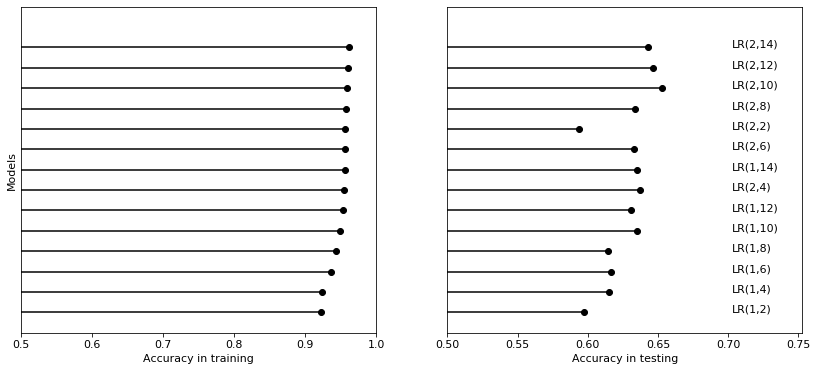 Models
0.5 0.6 0.7 0.8 0.9 1.0
Accuracy in training
LR(2,14)
LR(2,12)
LR(2,10)
LR(2,8)
LR(2,2)
LR(2,6)
LR(1,14)
LR(2,4)
LR(1,12)
LR(1,10)
LR(1,8)
LR(1,6)
LR(1,4)
LR(1,2)
0.50 0.55 0.60 0.65 0.70 0.75
Accuracy in testing